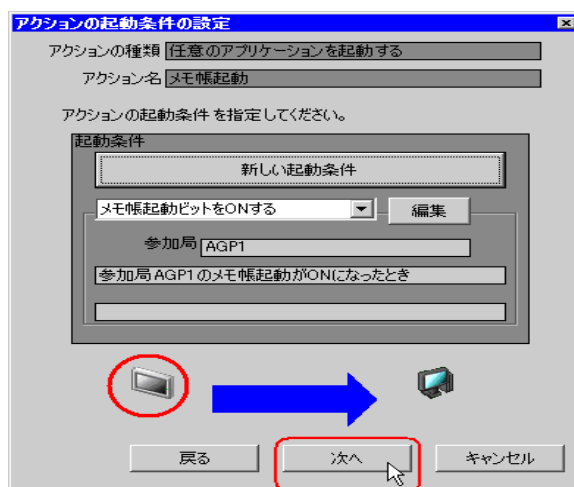 アクションの起動条件の設定
アクションの種類 任意のアプリケーションを起動する
アクション名 メモ帳起動
アクションの起動条件 を指定してください。
起動条件
新しい起動条件
メモ帳起動ビットをONする 編集
参加局 AGP1
参加局 AGP1 のメモ帳起動がONになったとき
戻る 次へ キャンセル